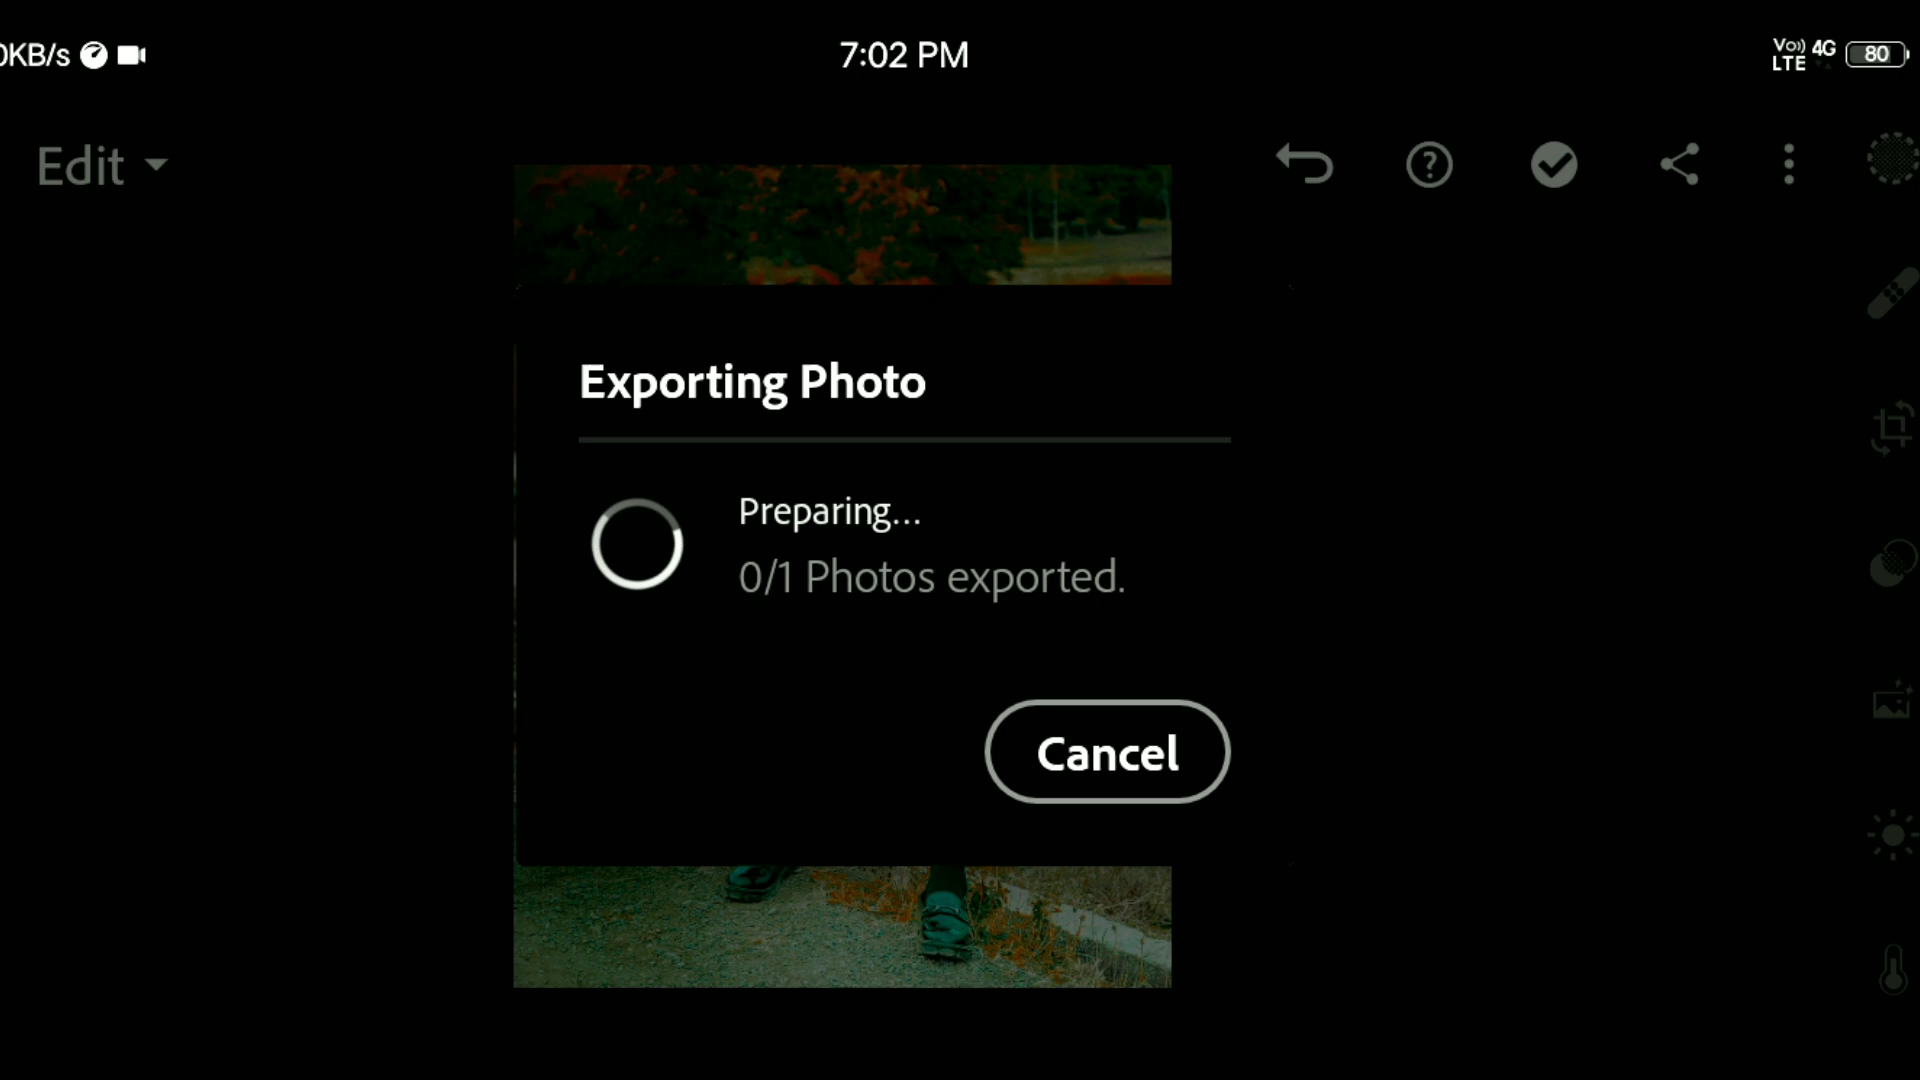 0KB/s 7:02 PM Vo)) LTE 4G 80
Edit
Exporting Photo
Preparing...
0/1 Photos exported.
Cancel